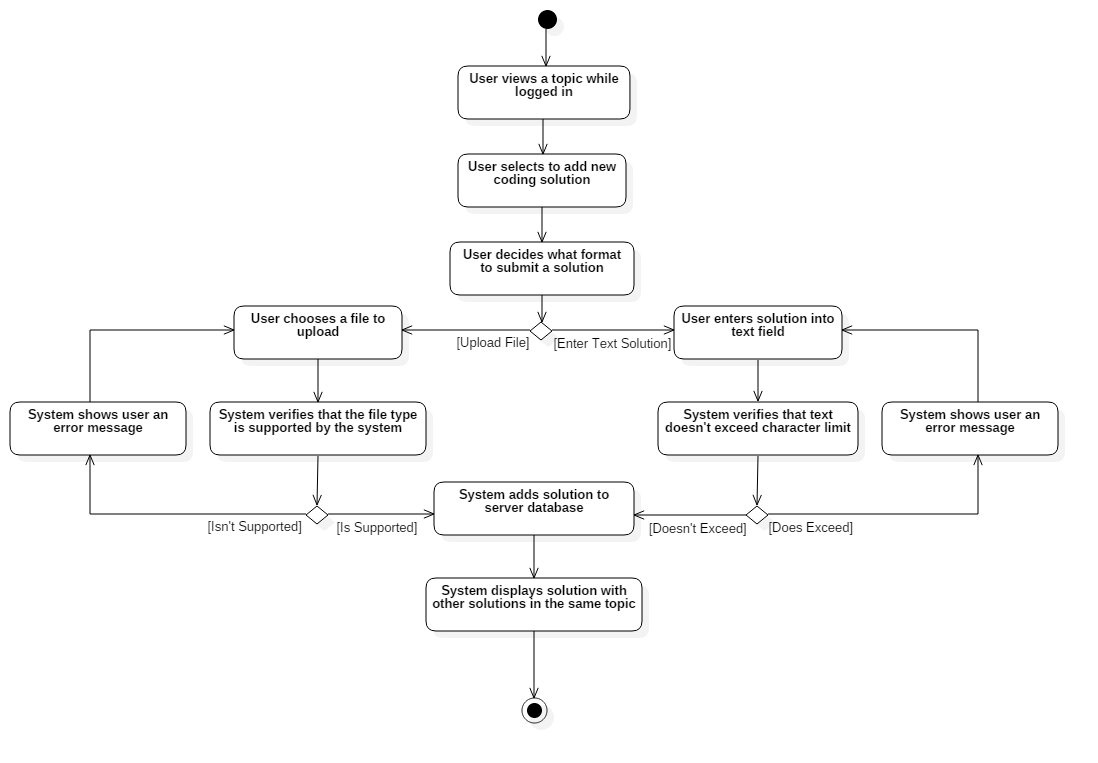 User views a topic while
logged in
User selects to add new
coding solution
User decides what format
to submit a solution
User chooses a file to
upload
[Upload File]
[Enter Text Solution]
User enters solution into
text field
System shows user an
error message
System verifies that the file type
is supported by the system
System verifies that text
doesn't exceed character limit
System shows user an
error message
[Isn't Supported]
[Is Supported]
System adds solution to
server database
[Doesn't Exceed]
[Does Exceed]
System displays solution with
other solutions in the same topic